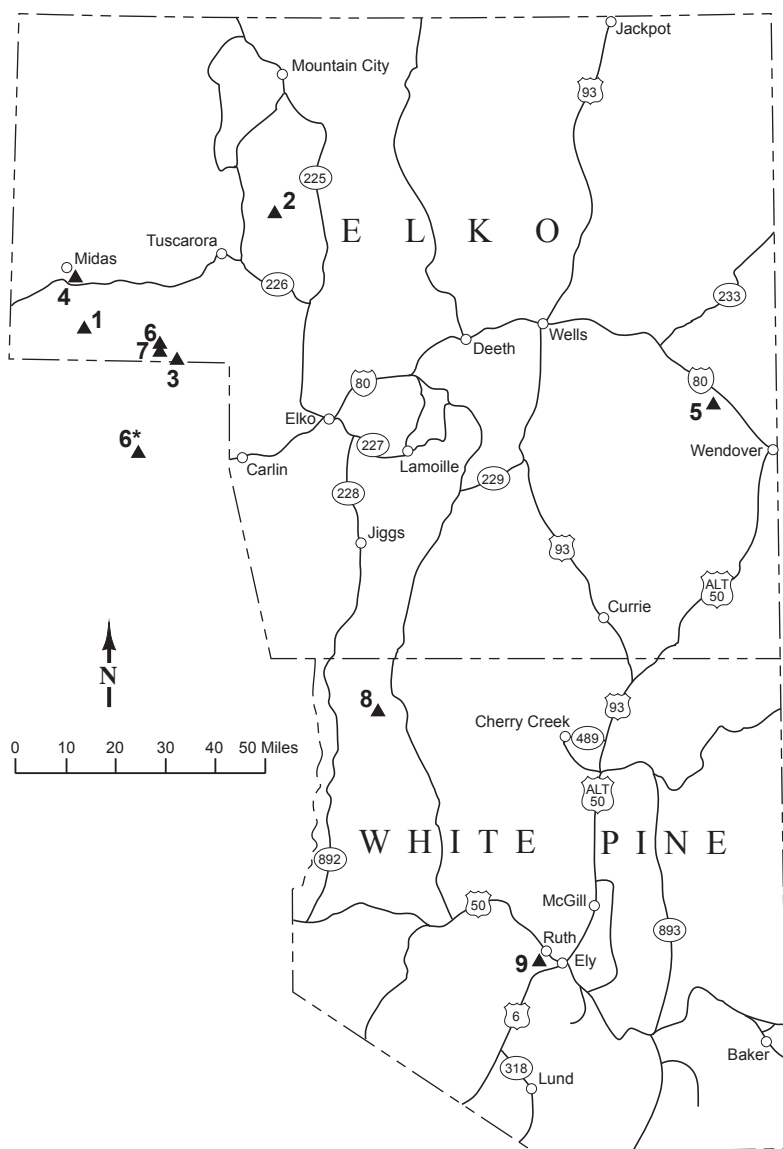 Jackpot
Mountain City
93
225
2
E L K O
Tuscarora
Midas
226
4
233
1
6
7
3
Wells
Deeth
80
80
5
Elko
227
6*
Carlin
Lamoille
Wendover
228
229
Jiggs
93
ALT
50
Currie
N
8
93
Cherry Creek
489
0 10 20 30 40 50 Miles
ALT
50
W H I T E P I N E
892
50
McGill
893
Ruth
9
Ely
6
Baker
318
Lund